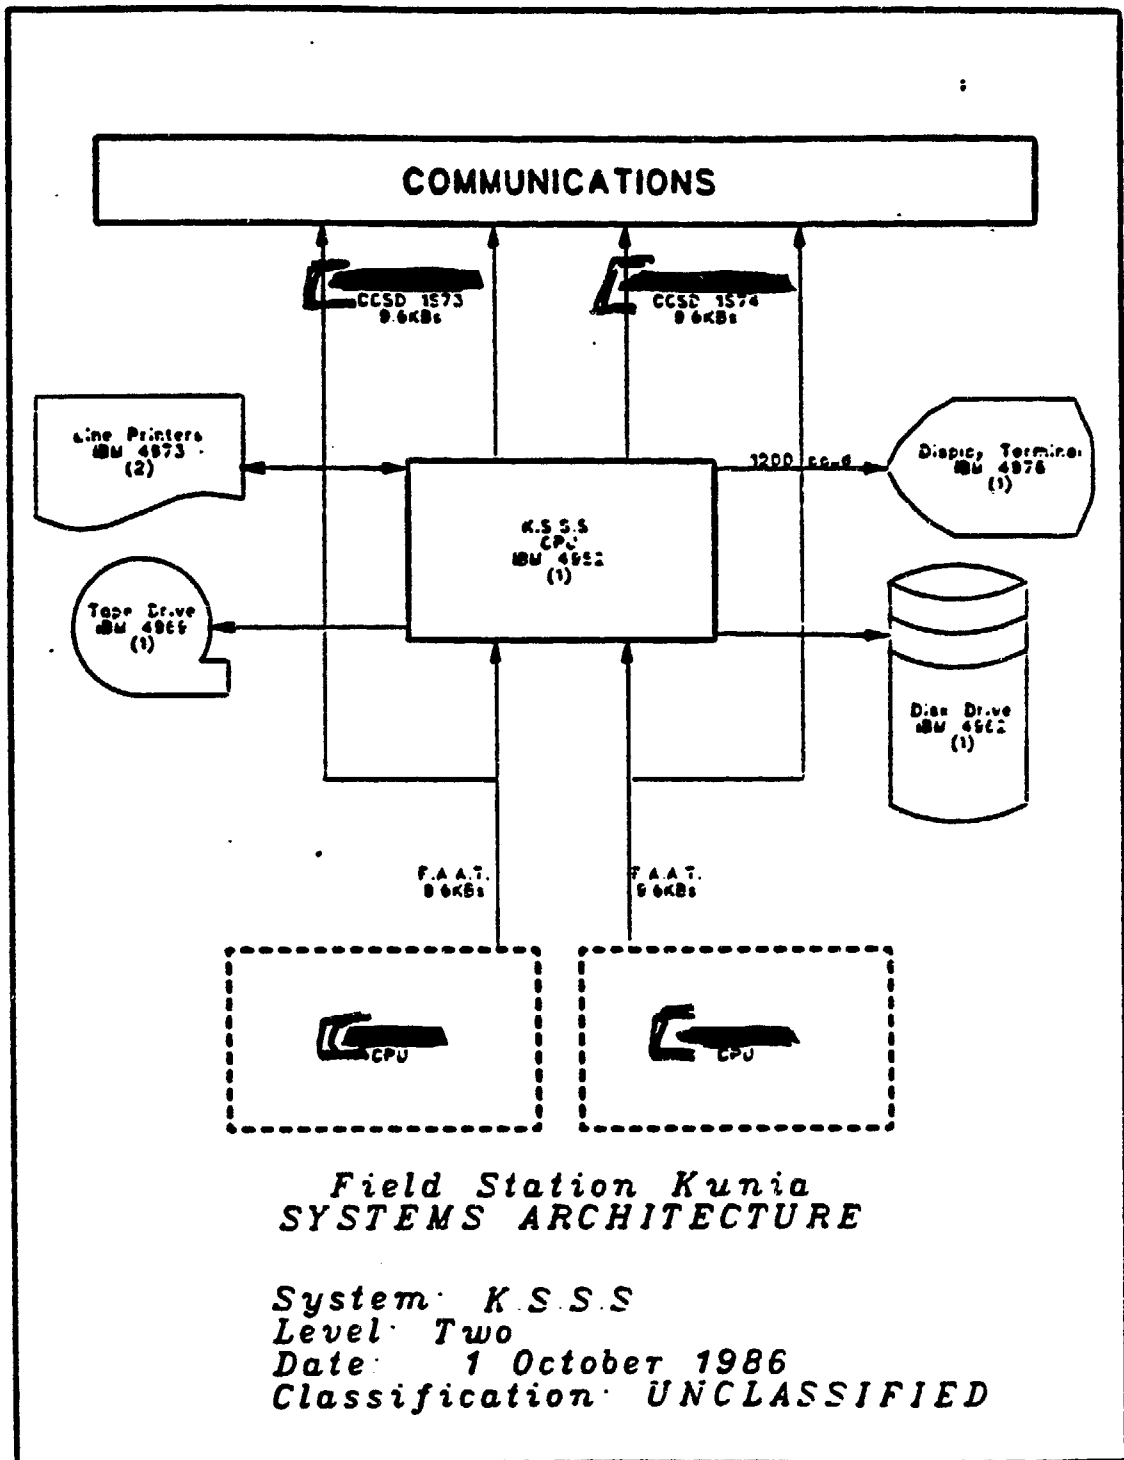 COMMUNICATIONS
CCSD 1573
9.6KBs
CCSD 1574
9.6KBs
Line Printers
IBM 4973
(2)
1200
Display Terminal
IBM 4978
(1)
K.S.S.S
CPU
IBM 4952
(1)
Tape Drive
IBM 4969
(1)
Disk Drive
IBM 4962
(1)
F.A.A.T.
9.6KBs
F.A.A.T.
9.6KBs
CPU
CPU
Field Station Kunia
SYSTEMS ARCHITECTURE
System: K.S.S.S
Level: Two
Date: 1 October 1986
Classification: UNCLASSIFIED